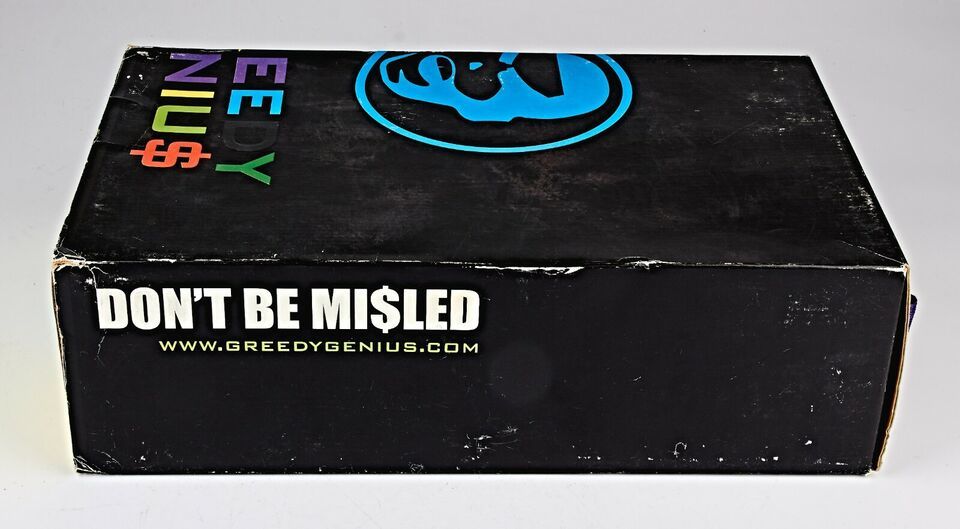 EEDY
NIU$
DON'T BE MI$LED
WWW.GREEDYGENIUS.COM